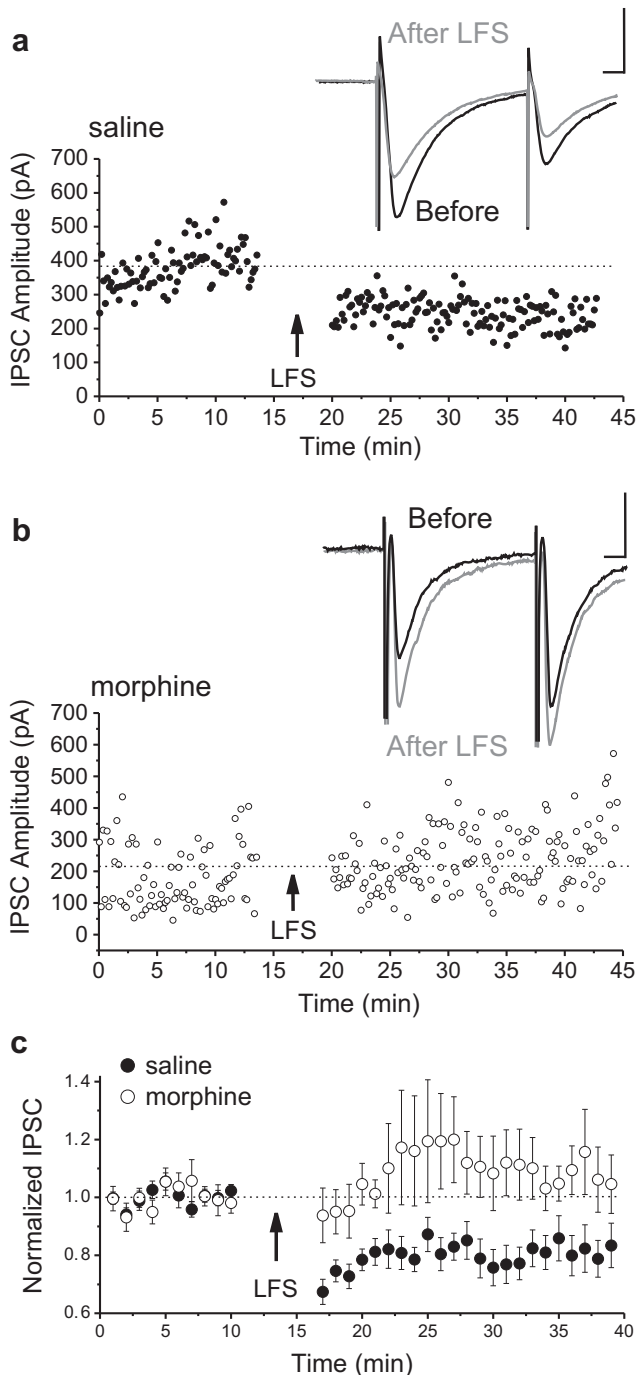 a
After LFS
saline
Before
700
600
500
400
300
200
100
0
IPSC Amplitude (pA)
LFS
0 5 10 15 20 25 30 35 40 45
Time (min)
b
Before
morphine
After LFS
700
600
500
400
300
200
100
0
IPSC Amplitude (pA)
LFS
0 5 10 15 20 25 30 35 40 45
Time (min)
c
saline
morphine
1.4
1.2
1.0
0.8
0.6
Normalized IPSC
LFS
0 5 10 15 20 25 30 35 40
Time (min)